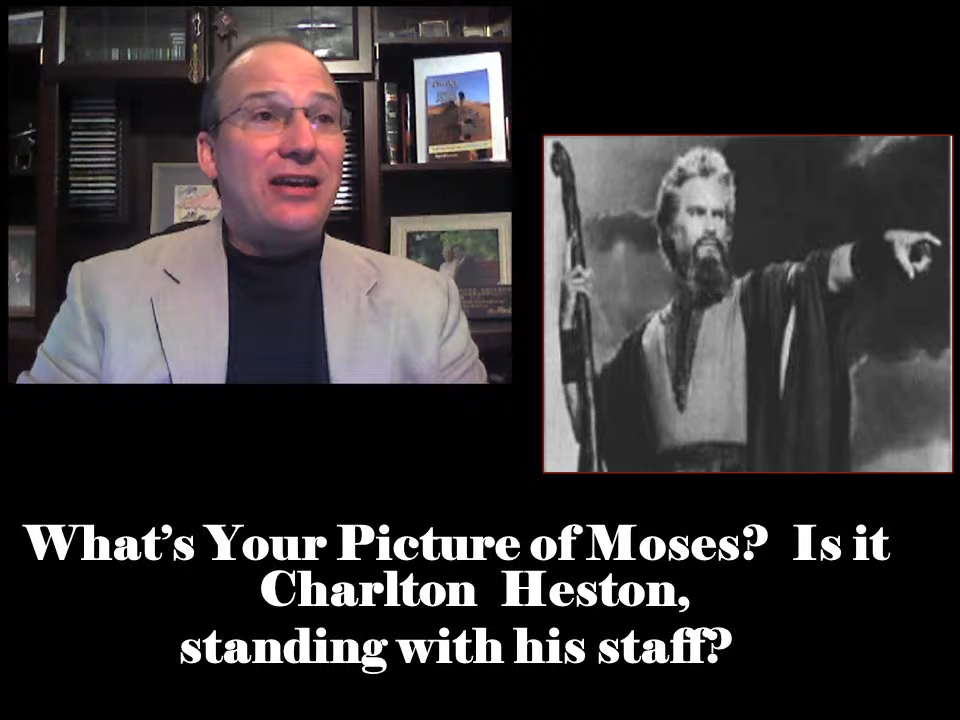 What's Your Picture of Moses? Is it
Charlton Heston,
standing with his staff?